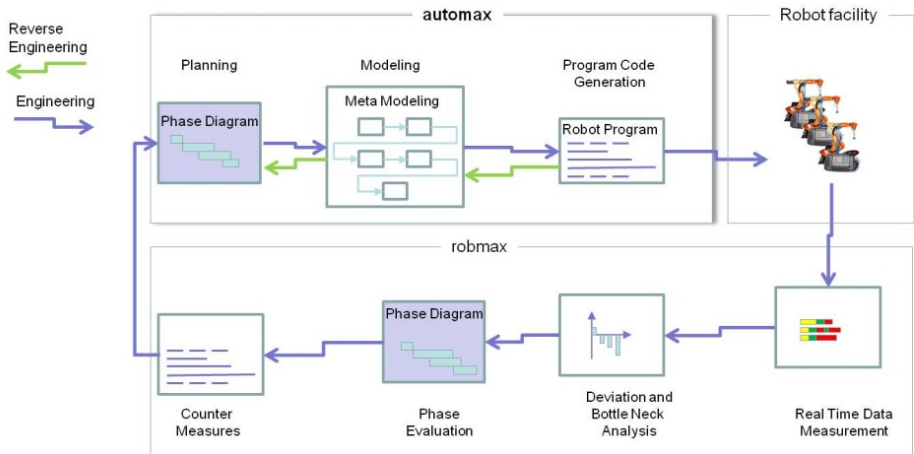 automax
Robot facility
Reverse
Engineering
Engineering
Planning
Modeling
Program Code
Generation
Phase Diagram
Meta Modeling
Robot Program
robmax
Phase Diagram
Counter
Measures
Phase
Evaluation
Deviation and
Bottle Neck
Analysis
Real Time Data
Measurement